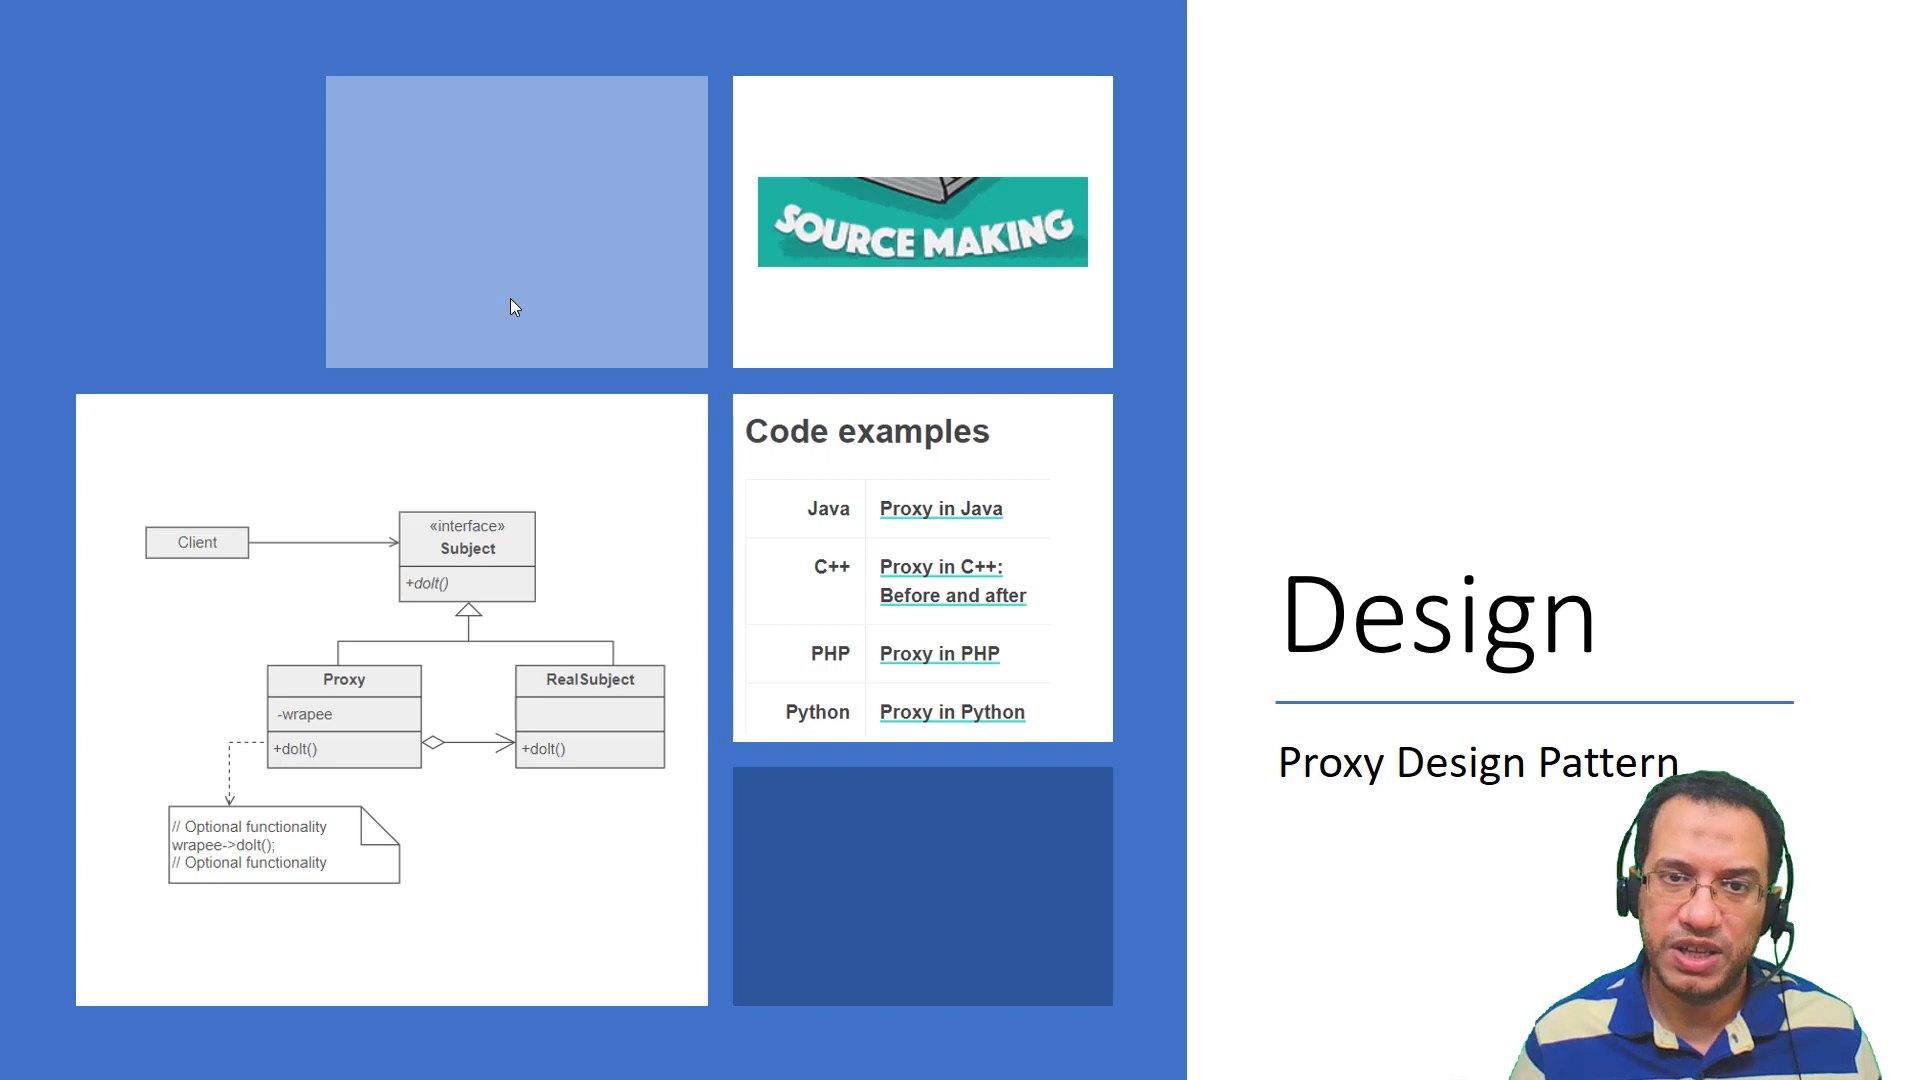 SOURCE MAKING
Client
«interface»
Subject
+doIt()
Proxy
-wrapee
+doIt()
RealSubject
+doIt()
// Optional functionality
wrapee->doIt();
// Optional functionality
Code examples
Java Proxy in Java
C++ Proxy in C++:
Before and after
PHP Proxy in PHP
Python Proxy in Python
Design
Proxy Design Pattern